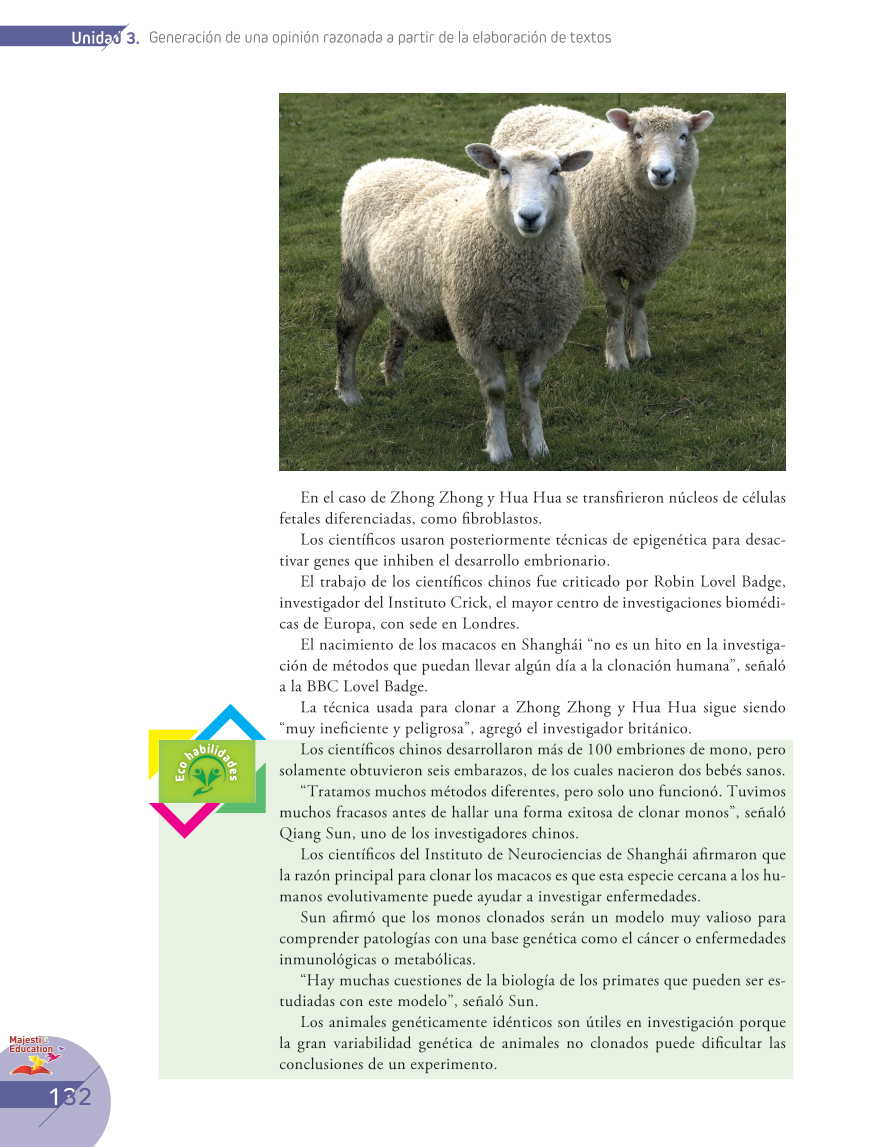 Unidad 3. Generación de una opinión razonada a partir de la elaboración de textos
En el caso de Zhong Zhong y Hua Hua se transfirieron núcleos de células
fetales diferenciadas, como fibroblastos.
Los científicos usaron posteriormente técnicas de epigenética para desac-
tivar genes que inhiben el desarrollo embrionario.
El trabajo de los científicos chinos fue criticado por Robin Lovel Badge,
investigador del Instituto Crick, el mayor centro de investigaciones biomédi-
cas de Europa, con sede en Londres.
El nacimiento de los macacos en Shanghái “no es un hito en la investiga-
ción de métodos que puedan llevar algún día a la clonación humana”, señaló
a la BBC Lovel Badge.
La técnica usada para clonar a Zhong Zhong y Hua Hua sigue siendo
“muy ineficiente y peligrosa”, agregó el investigador británico.
Eco habilidades
Los científicos chinos desarrollaron más de 100 embriones de mono, pero
solamente obtuvieron seis embarazos, de los cuales nacieron dos bebés sanos.
“Tratamos muchos métodos diferentes, pero solo uno funcionó. Tuvimos
muchos fracasos antes de hallar una forma exitosa de clonar monos”, señaló
Qiang Sun, uno de los investigadores chinos.
Los científicos del Instituto de Neurociencias de Shanghái afirmaron que
la razón principal para clonar los macacos es que esta especie cercana a los hu-
manos evolutivamente puede ayudar a investigar enfermedades.
Sun afirmó que los monos clonados serán un modelo muy valioso para
comprender patologías con una base genética como el cáncer o enfermedades
inmunológicas o metabólicas.
“Hay muchas cuestiones de la biología de los primates que pueden ser es-
tudiadas con este modelo”, señaló Sun.
Los animales genéticamente idénticos son útiles en investigación porque
la gran variabilidad genética de animales no clonados puede dificultar las
conclusiones de un experimento.
Majestic
Education
132